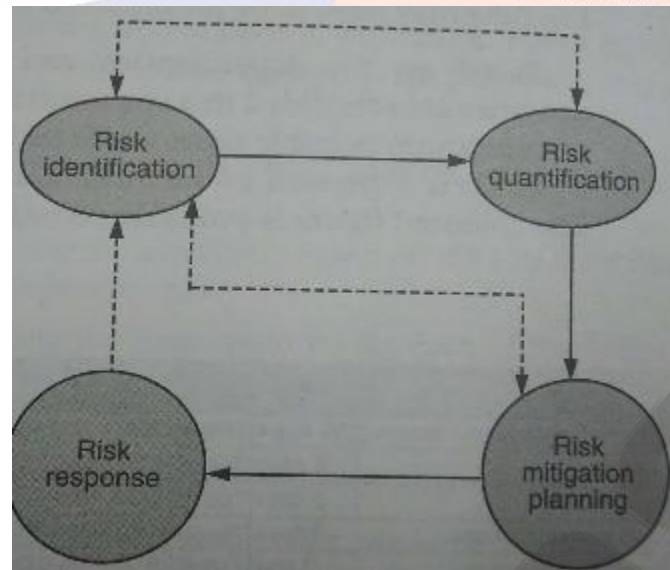 Risk
identification
Risk
quantification
Risk
response
Risk
mitigation
planning